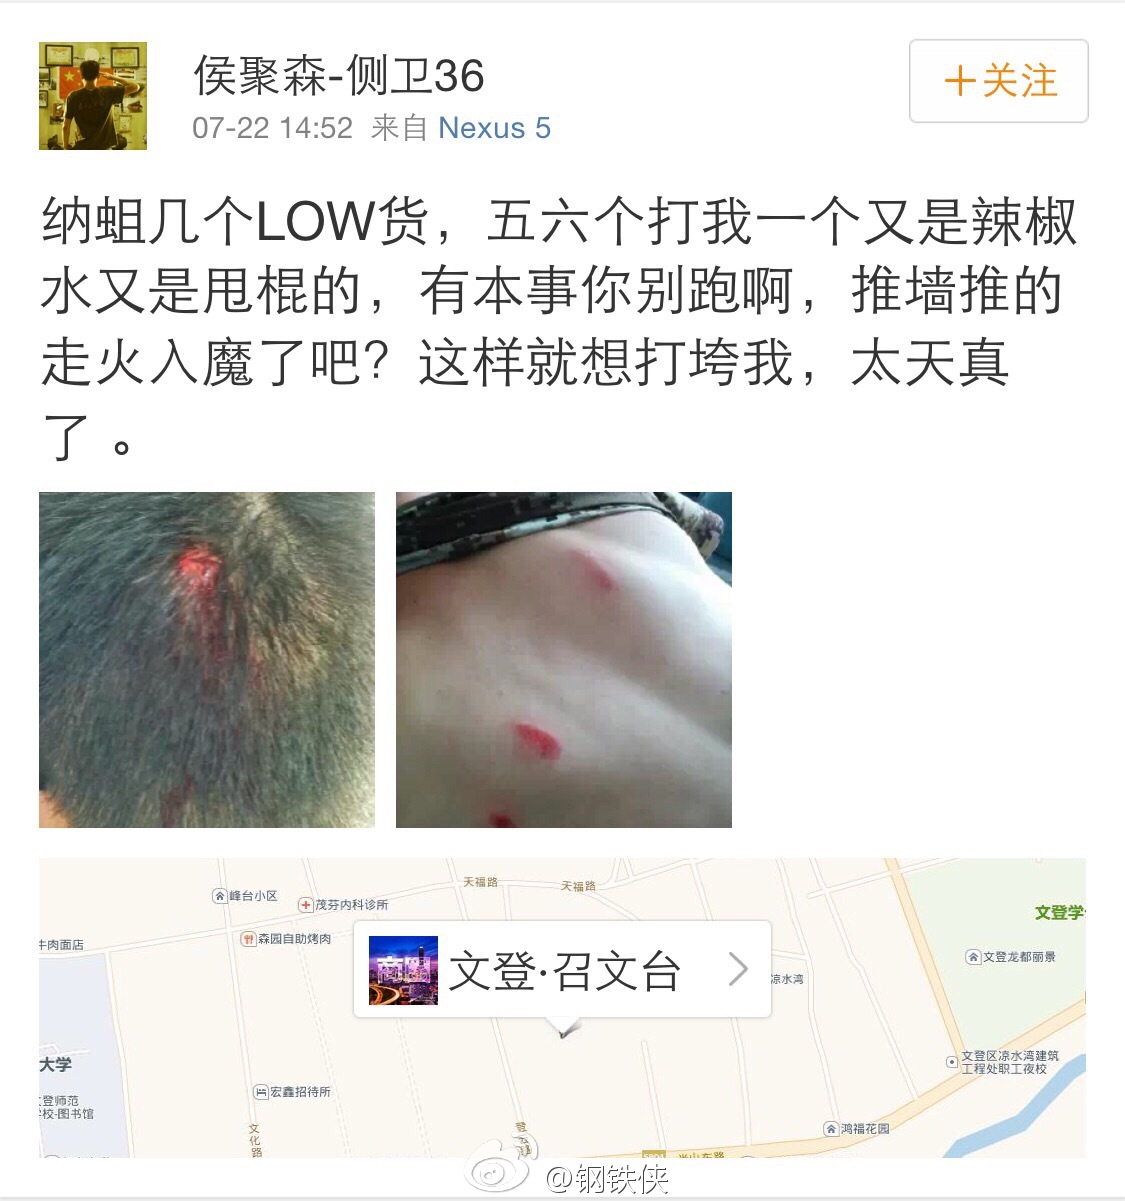 侯聚森-侧卫36
+关注
07-22 14:52 来自 Nexus 5
纳蛆几个LOW货，五六个打我一个又是辣椒
水又是甩棍的，有本事你别跑啊，推墙推的
走火入魔了吧？这样就想打垮我，太天真
了 。
天福路
天福路
峰台小区
茂芬内科诊所
文登学
森园自助烤肉
牛肉面店
商圈
文登·召文台
凉水湾
文登龙都丽景
大学
文登区凉水湾建筑
工程处职工夜校
宏鑫招待所
登师范
校-图书馆
文化路
鸿福花园
@钢铁侠